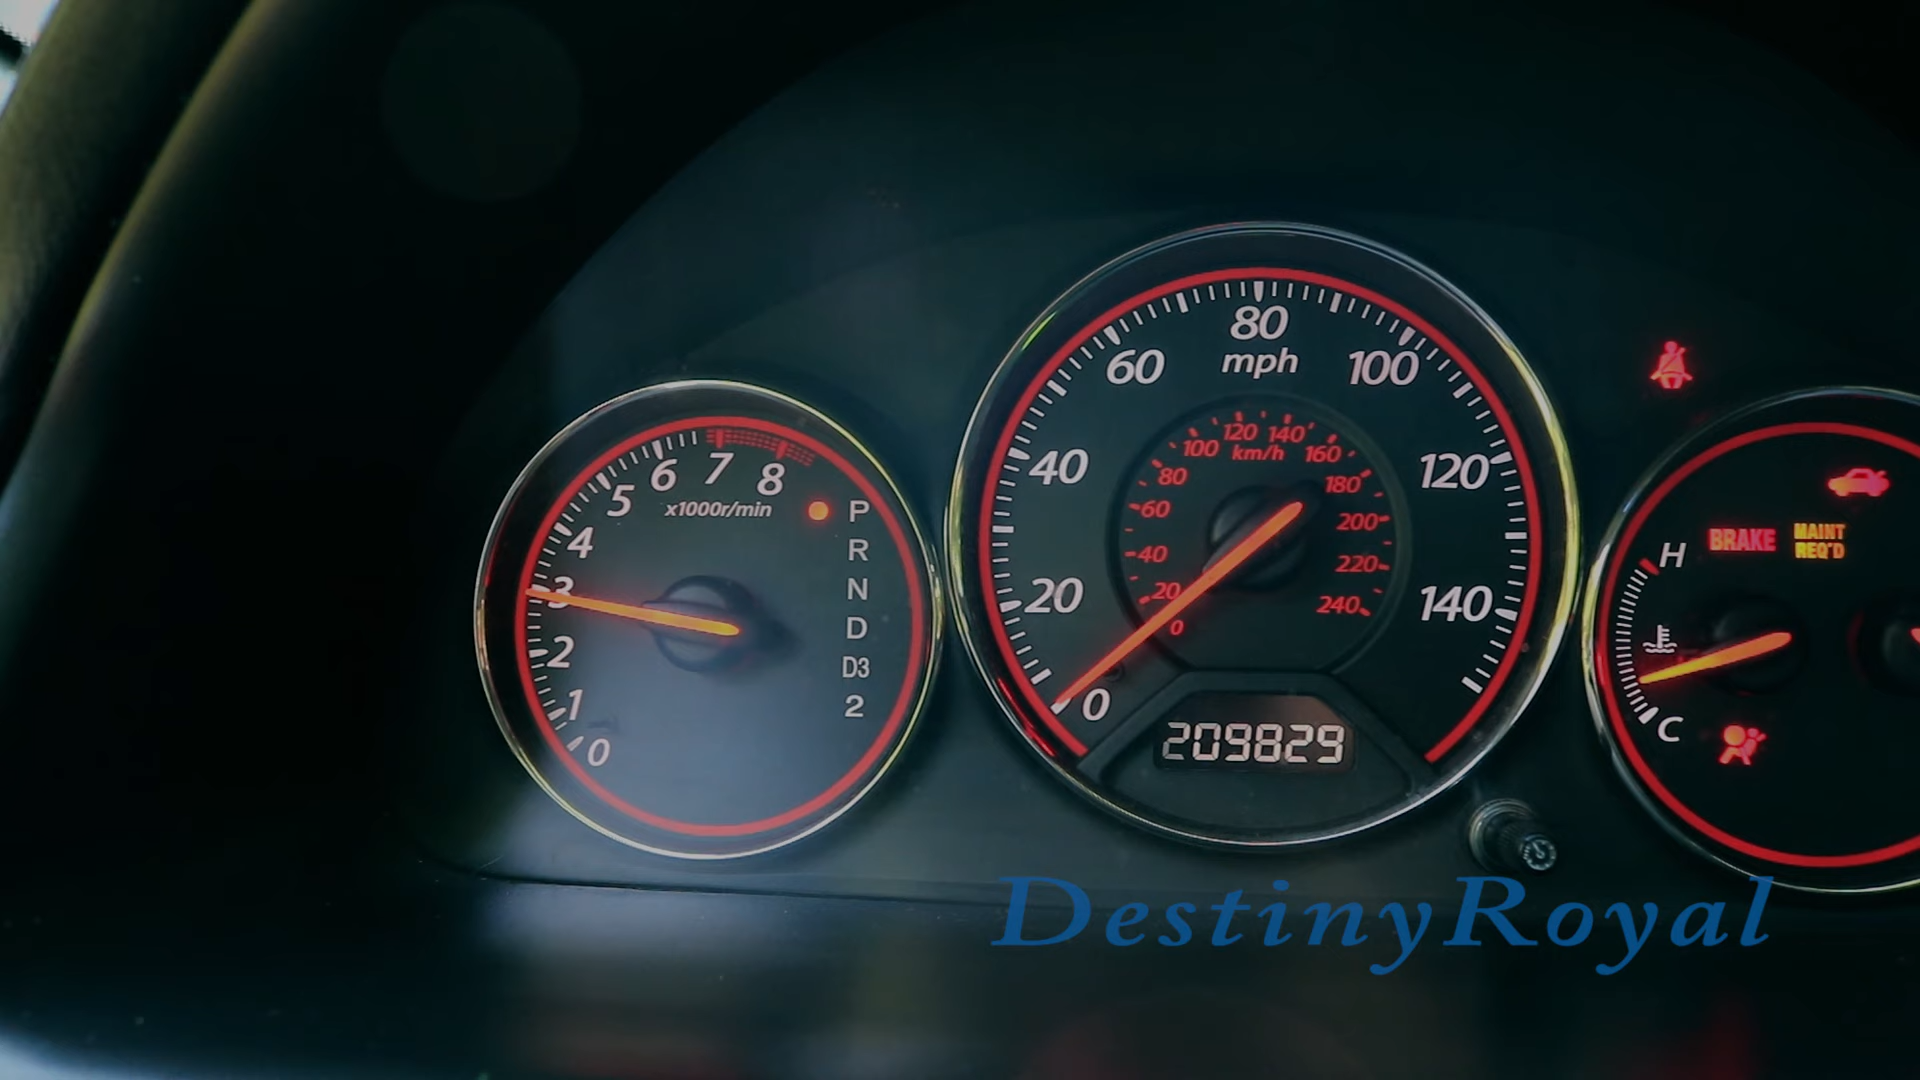 80
60 mph 100
120 140
100 km/h 160
40 80 180 120
6 7 8
5 x1000r/min 60 200 P
4 40 220 R BRAKE MAINT
REQ'D
H
3 20 20 240 140 N
2 0 D
D3
1 0 2 C
0 209829
DestinyRoyal